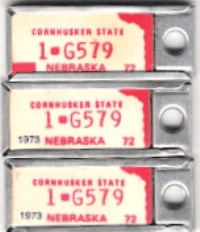 CORNHUSKER STATE
1■G579
NEBRASKA 72
CORNHUSKER STATE
1■G579
1973 NEBRASKA 72
CORNHUSKER STATE
1■G579
1973 NEBRASKA 72